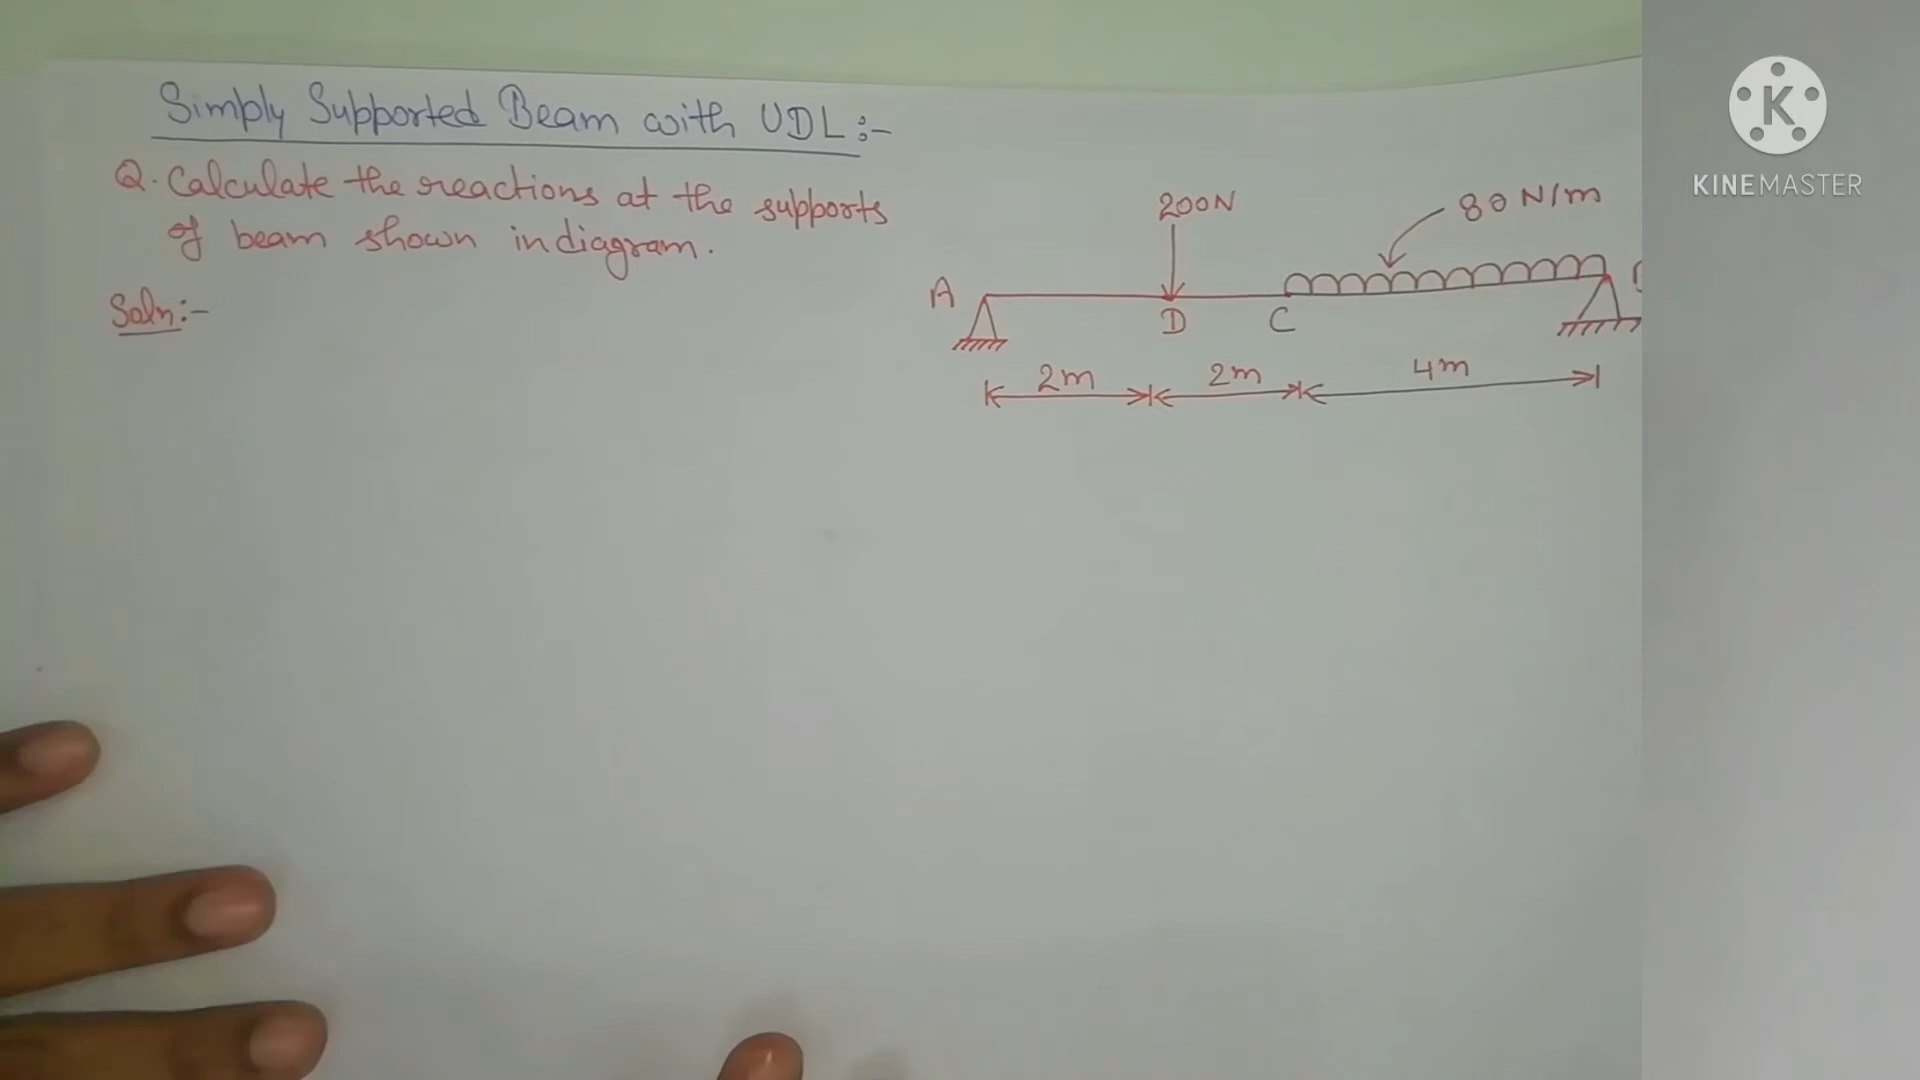 Simply Supported Beam with UDL:-
Q. Calculate the reactions at the supports
of beam shown in diagram.
Soln:-
200N
80 N/m
A
D
C
2m
2m
4m
K
KINEMASTER